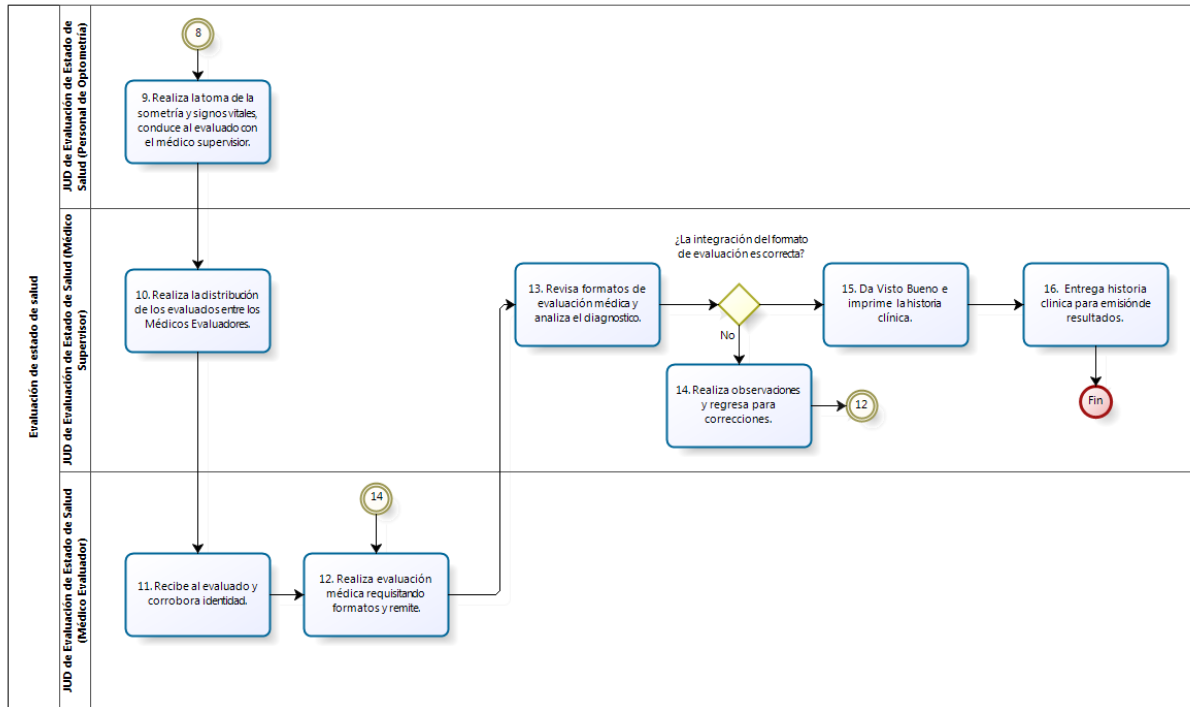 Evaluación de estado de salud
JUD de Evaluación de Estado de
Salud (Personal de Optometría)
8
9. Realiza la toma de la
sometría y signos vitales,
conduce al evaluado con
el médico supervisior.
JUD de Evaluación de Estado de Salud (Médico
Supervisor)
10. Realiza la distribución
de los evaluados entre los
Médicos Evaluadores.
13. Revisa formatos de
evaluación médica y
analiza el diagnostico.
¿La integración del formato
de evaluación es correcta?
No
14. Realiza observaciones
y regresa para
correcciones.
12
15. Da Visto Bueno e
imprime la historia
clínica.
16. Entrega historia
clinica para emisiónde
resultados.
Fin
JUD de Evaluación de Estado de Salud
(Médico Evaluador)
11. Recibe al evaluado y
corrobora identidad.
14
12. Realiza evaluación
médica requisitando
formatos y remite.